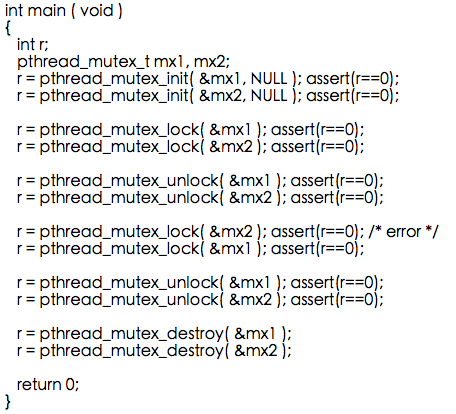 int main ( void )
{
int r;
pthread_mutex_t mx1, mx2;
r = pthread_mutex_init( &mx1, NULL ); assert(r==0);
r = pthread_mutex_init( &mx2, NULL ); assert(r==0);
r = pthread_mutex_lock( &mx1 ); assert(r==0);
r = pthread_mutex_lock( &mx2 ); assert(r==0);
r = pthread_mutex_unlock( &mx1 ); assert(r==0);
r = pthread_mutex_unlock( &mx2 ); assert(r==0);
r = pthread_mutex_lock( &mx2 ); assert(r==0); /* error */
r = pthread_mutex_lock( &mx1 ); assert(r==0);
r = pthread_mutex_unlock( &mx1 ); assert(r==0);
r = pthread_mutex_unlock( &mx2 ); assert(r==0);
r = pthread_mutex_destroy( &mx1 );
r = pthread_mutex_destroy( &mx2 );
return 0;
}